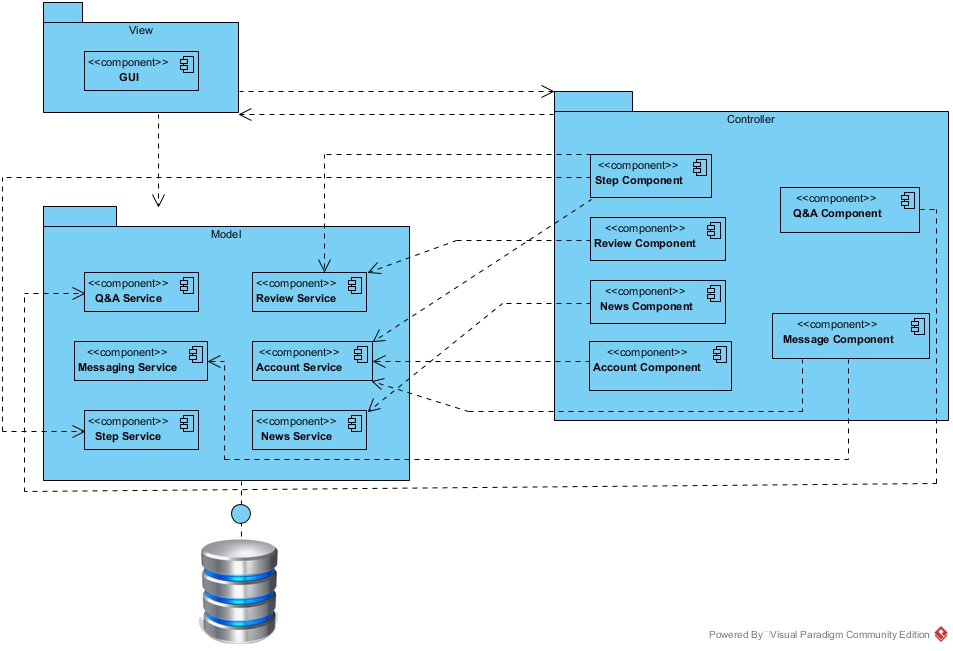 View
<<component>>
GUI
Controller
<<component>>
Step Component
<<component>>
Q&A Component
<<component>>
Review Component
Model
<<component>>
Q&A Service
<<component>>
Review Service
<<component>>
News Component
<<component>>
Message Component
<<component>>
Messaging Service
<<component>>
Account Service
<<component>>
Account Component
<<component>>
Step Service
<<component>>
News Service
Powered By Visual Paradigm Community Edition